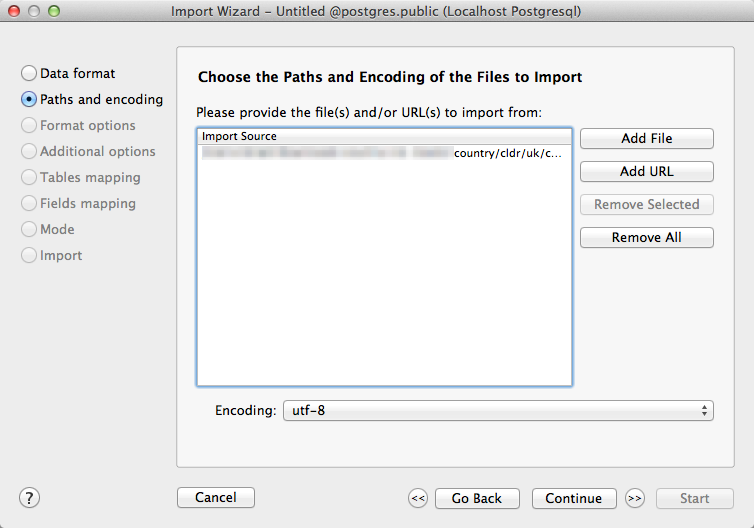 Import Wizard – Untitled @postgres.public (Localhost Postgresql)
Data format
Paths and encoding
Format options
Additional options
Tables mapping
Fields mapping
Mode
Import
Choose the Paths and Encoding of the Files to Import
Please provide the file(s) and/or URL(s) to import from:
Import Source
country/cldr/uk/c...
Add File
Add URL
Remove Selected
Remove All
Encoding: utf-8
? Cancel << Go Back Continue >> Start